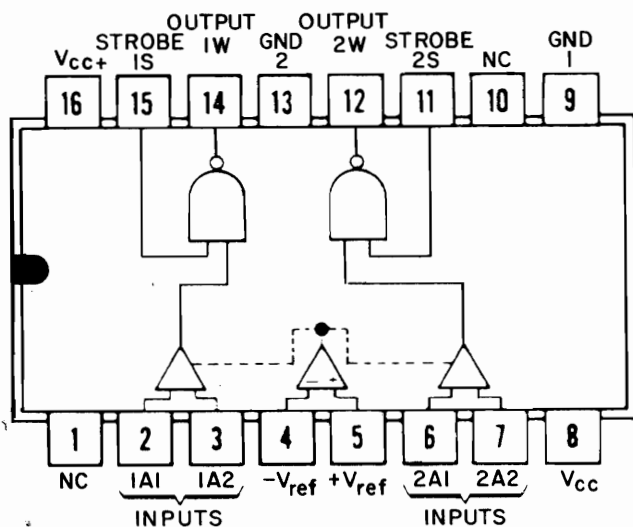 OUTPUT OUTPUT
STROBE 1W GND 2W STROBE GND
VCC+ 1S 2 2S NC 1
16 15 14 13 12 11 10 9
- +
1 2 3 4 5 6 7 8
NC 1A1 1A2 -Vref +Vref 2A1 2A2 VCC
INPUTS INPUTS